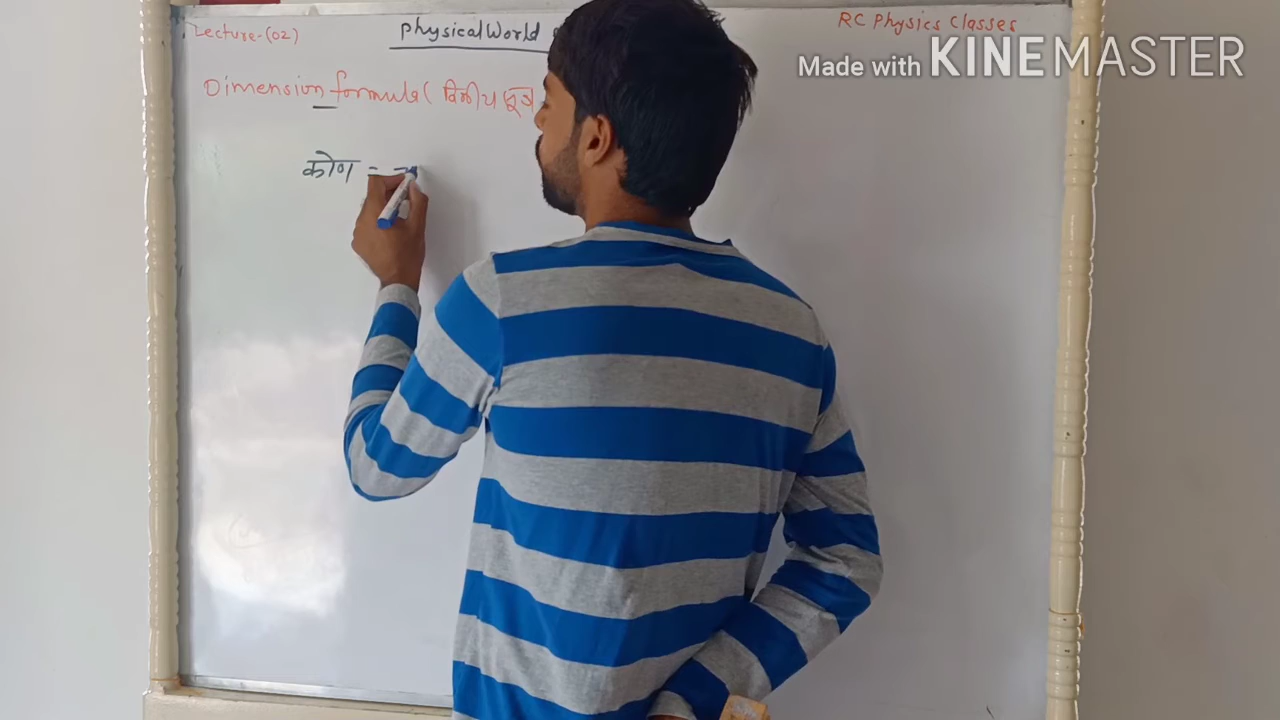 Lecture-(02)
Physical World
RC Physics Classes
Made with KINEMASTER
Dimension formula (
कोण =